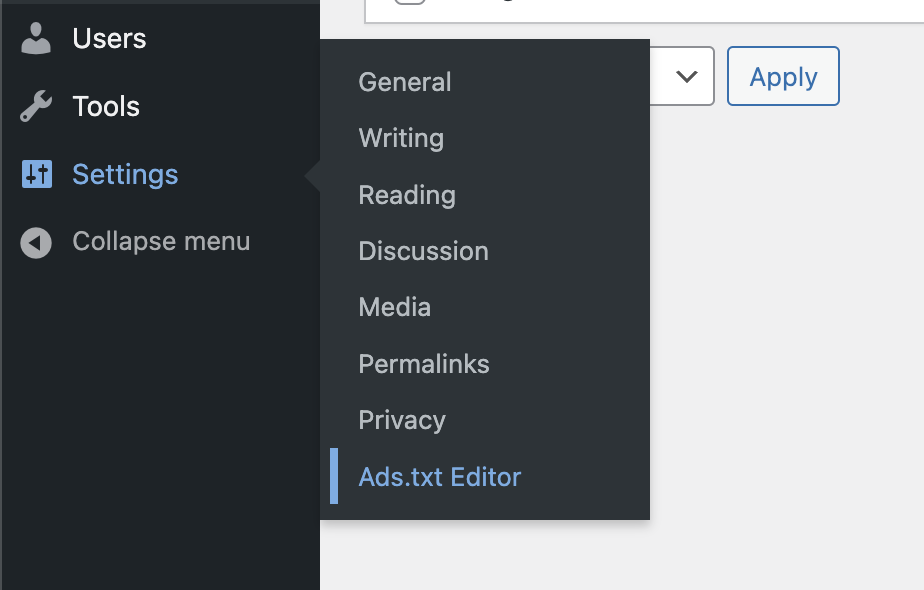 Users
Tools
Settings
Collapse menu
General
Writing
Reading
Discussion
Media
Permalinks
Privacy
Ads.txt Editor
Apply